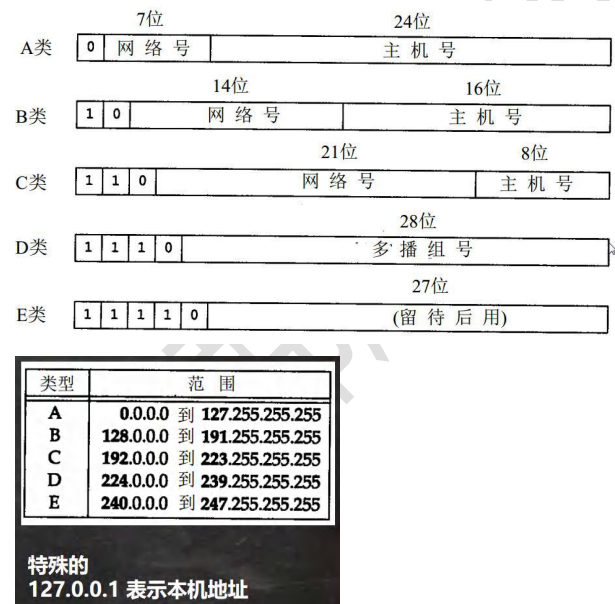 7位 24位
A类 0 网络号 主机号
14位 16位
B类 1 0 网络号 主机号
21位 8位
C类 1 1 0 网络号 主机号
28位
D类 1 1 1 0 多播组号
27位
E类 1 1 1 1 0 (留待后用)
类型 范围
A 0.0.0.0 到 127.255.255.255
B 128.0.0.0 到 191.255.255.255
C 192.0.0.0 到 223.255.255.255
D 224.0.0.0 到 239.255.255.255
E 240.0.0.0 到 247.255.255.255
特殊的
127.0.0.1 表示本机地址